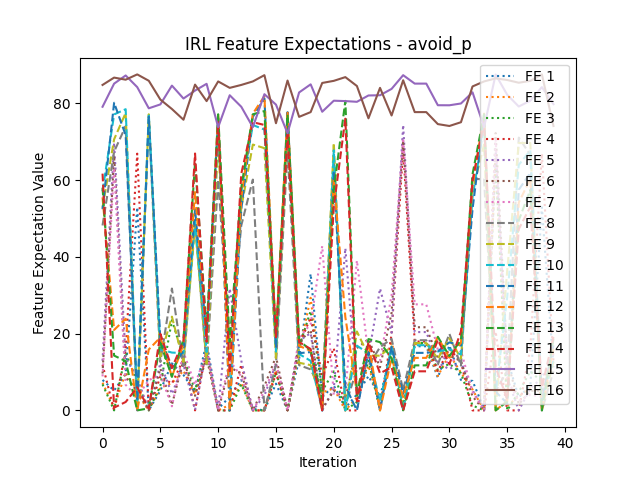 IRL Feature Expectations - avoid_p
Feature Expectation Value
80
60
40
20
0
0 5 10 15 20 25 30 35 40
Iteration
FE 1
FE 2
FE 3
FE 4
FE 5
FE 6
FE 7
FE 8
FE 9
FE 10
FE 11
FE 12
FE 13
FE 14
FE 15
FE 16